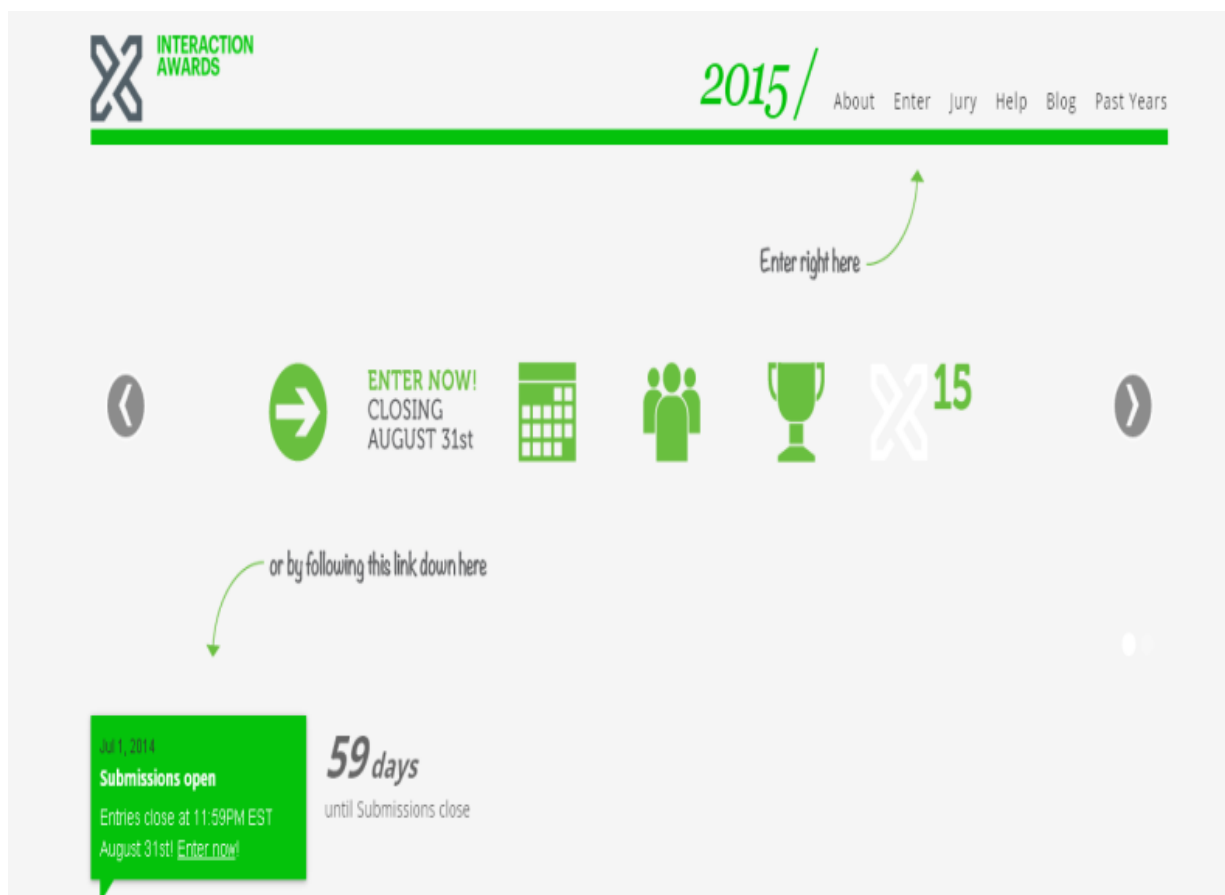 INTERACTION
AWARDS
2015/ About Enter Jury Help Blog Past Years
Enter right here
ENTER NOW!
CLOSING
AUGUST 31st
15
or by following this link down here
Jul 1, 2014
Submissions open
Entries close at 11:59PM EST
August 31st! Enter now!
59 days
until Submissions close